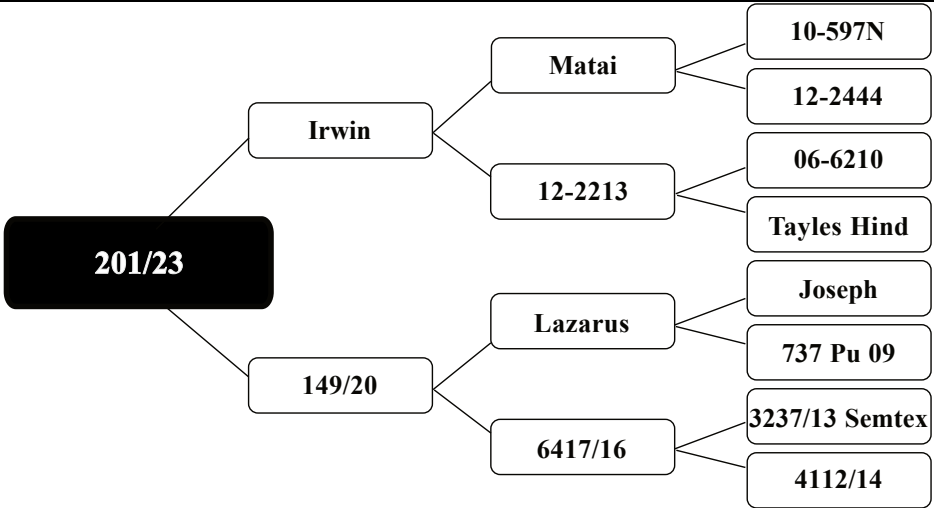 10-597N
Matai
12-2444
Irwin
06-6210
12-2213
Tayles Hind
201/23
Joseph
Lazarus
737 Pu 09
149/20
3237/13 Semtex
6417/16
4112/14